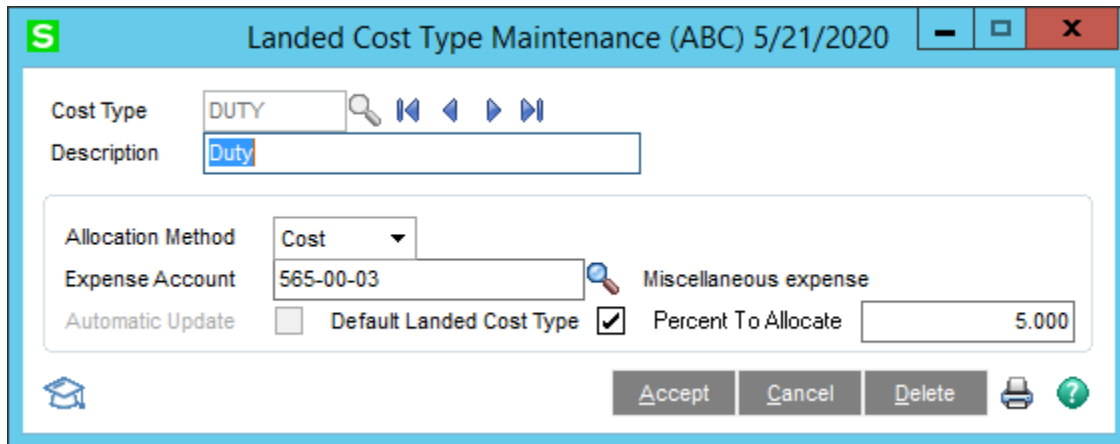 S Landed Cost Type Maintenance (ABC) 5/21/2020 x
Cost Type DUTY
Description Duty
Allocation Method Cost
Expense Account 565-00-03 Miscellaneous expense
Automatic Update Default Landed Cost Type Percent To Allocate 5.000
Accept Cancel Delete ?